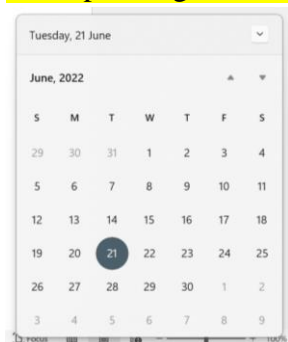 Tuesday, 21 June
June, 2022
S M T W T F S
29 30 31 1 2 3 4
5 6 7 8 9 10 11
12 13 14 15 16 17 18
19 20 21 22 23 24 25
26 27 28 29 30 1 2
3 4 5 6 7 8 9
Focus 100%